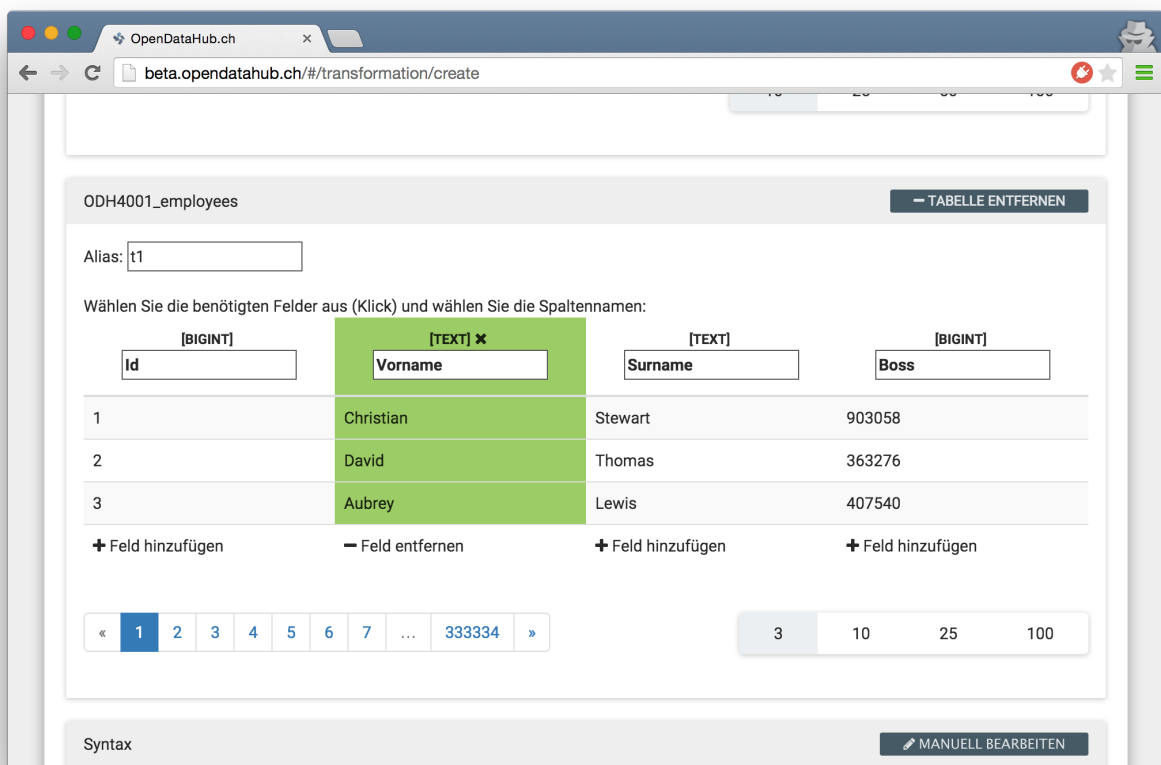 OpenDataHub.ch
beta.opendatahub.ch/#/transformation/create
ODH4001_employees
TABELLE ENTFERNEN
Alias: t1
Wählen Sie die benötigten Felder aus (Klick) und wählen Sie die Spaltennamen:
[BIGINT] [TEXT] [TEXT] [BIGINT]
Id Vorname Surname Boss
1 Christian Stewart 903058
2 David Thomas 363276
3 Aubrey Lewis 407540
Feld hinzufügen Feld entfernen Feld hinzufügen Feld hinzufügen
« 1 2 3 4 5 6 7 ... 333334 » 3 10 25 100
Syntax MANUELL BEARBEITEN